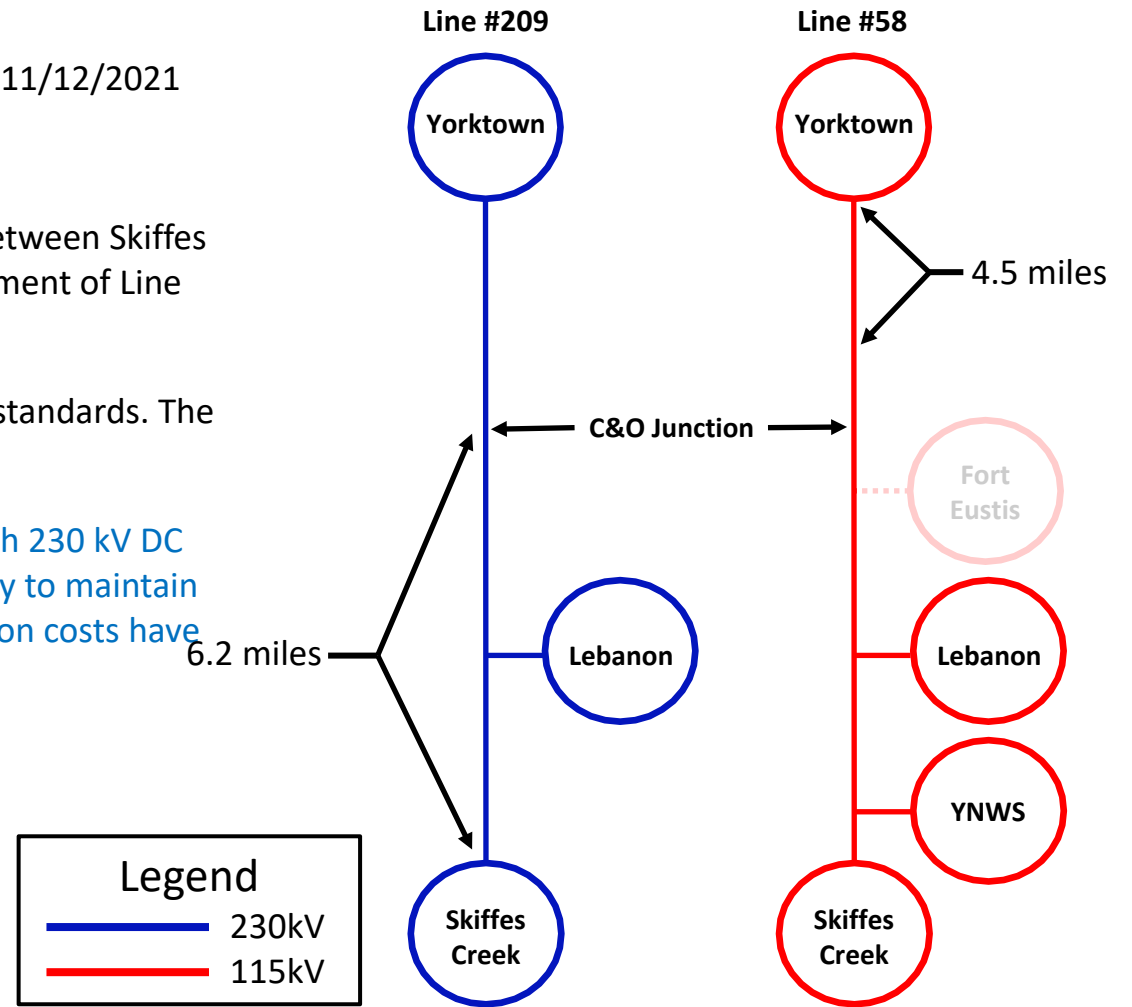 Line #209
Line #58
11/12/2021
Yorktown
Yorktown
etween Skiffes
ment of Line
4.5 miles
standards. The
C&O Junction
Fort
Eustis
h 230 kV DC
y to maintain
on costs have
6.2 miles
Lebanon
Lebanon
YNWS
Legend
230kV
115kV
Skiffes
Creek
Skiffes
Creek